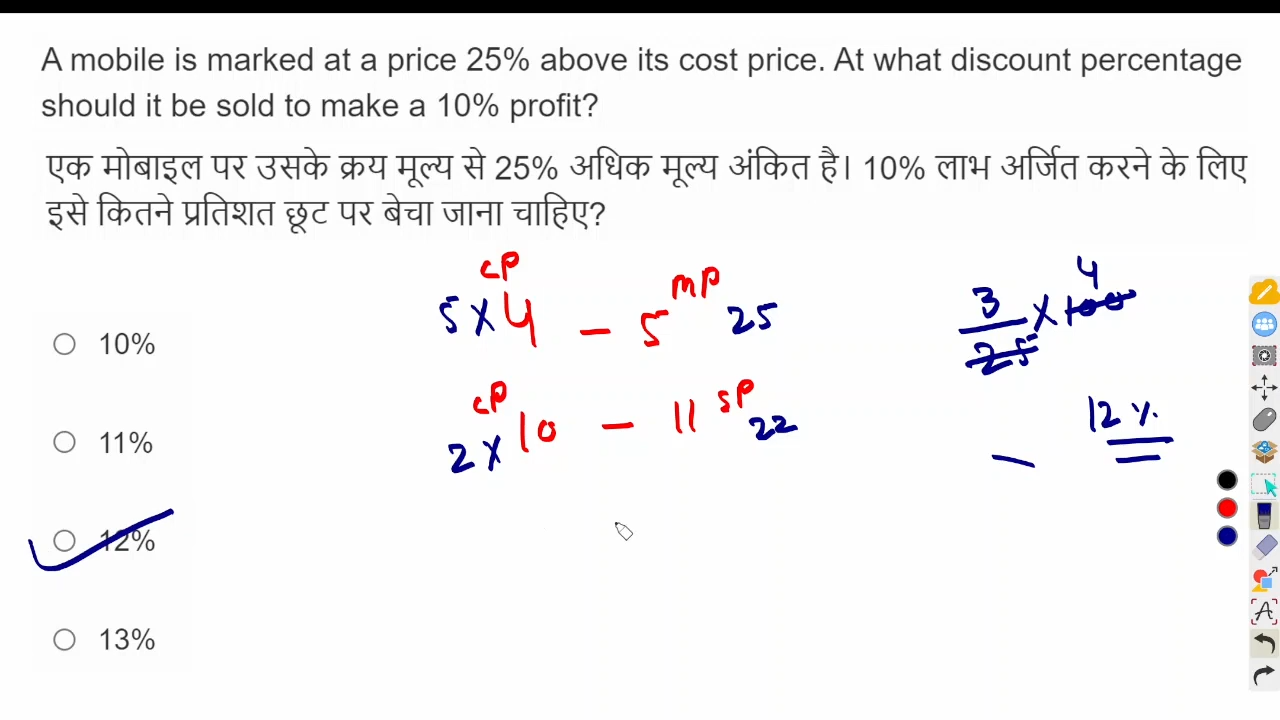 A mobile is marked at a price 25% above its cost price. At what discount percentage
should it be sold to make a 10% profit?
एक मोबाइल पर उसके क्रय मूल्य से 25% अधिक मूल्य अंकित है। 10% लाभ अर्जित करने के लिए
इसे कितने प्रतिशत छूट पर बेचा जाना चाहिए?
CP MP
5 x 4 — 5 25
CP SP
2 x 10 — 11 22
3 4
— x 100
25
12 %
10%
11%
12%
13%
A